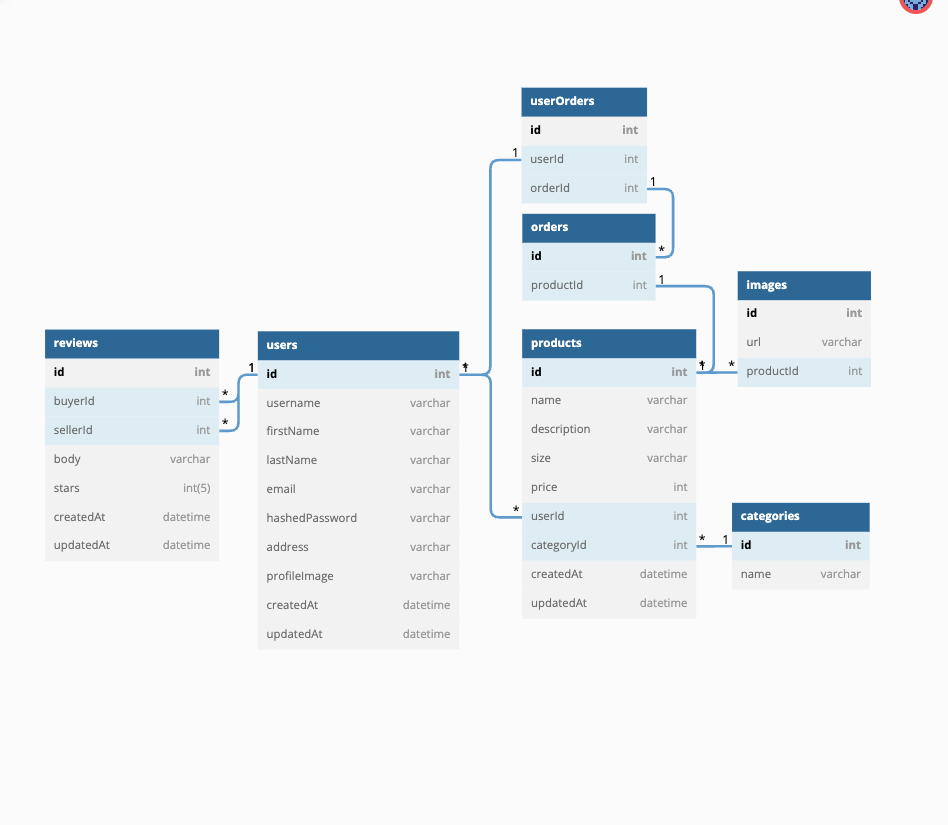 userOrders
id int
1 userId int
orderId int 1
orders
id int *
productId int 1
images
id int
url varchar
* productId int
reviews
id int
buyerId int *
sellerId int *
body varchar
stars int(5)
createdAt datetime
updatedAt datetime
users
1 id int
username varchar
firstName varchar
lastName varchar
email varchar
hashedPassword varchar
address varchar
profileImage varchar
createdAt datetime
updatedAt datetime
products
id int
name varchar
description varchar
size varchar
price int
* userId int
categoryId int *
createdAt datetime
updatedAt datetime
categories
1 id int
name varchar